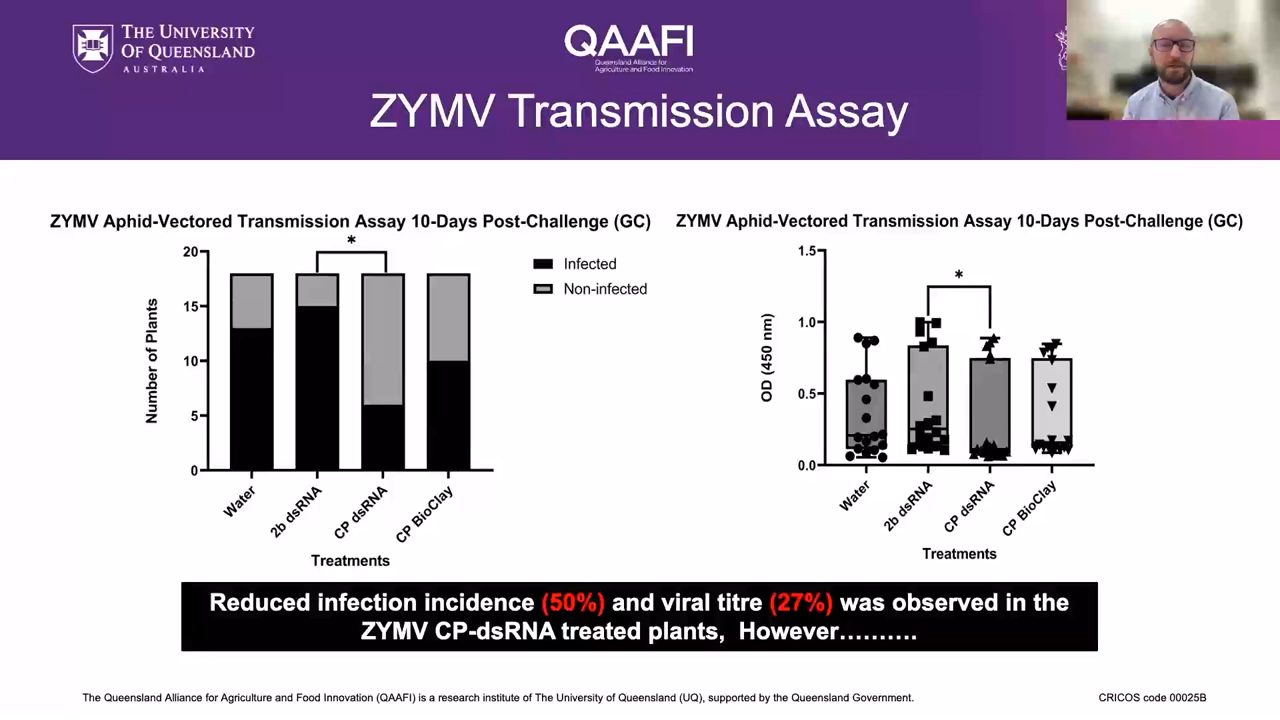 THE UNIVERSITY
OF QUEENSLAND
AUSTRALIA
QAAFI
Queensland Alliance for
Agriculture and Food Innovation
ZYMV Transmission Assay
ZYMV Aphid-Vectored Transmission Assay 10-Days Post-Challenge (GC)
*
20
15
10
5
0
Number of Plants
Infected
Non-infected
Water
2b dsRNA
CP dsRNA
CP BioClay
Treatments
ZYMV Aphid-Vectored Transmission Assay 10-Days Post-Challenge (GC)
*
1.5
1.0
0.5
0.0
OD (450 nm)
Water
2b dsRNA
CP dsRNA
CP BioClay
Treatments
Reduced infection incidence (50%) and viral titre (27%) was observed in the
ZYMV CP-dsRNA treated plants, However..........
The Queensland Alliance for Agriculture and Food Innovation (QAAFI) is a research institute of The University of Queensland (UQ), supported by the Queensland Government.
CRICOS code 00025B